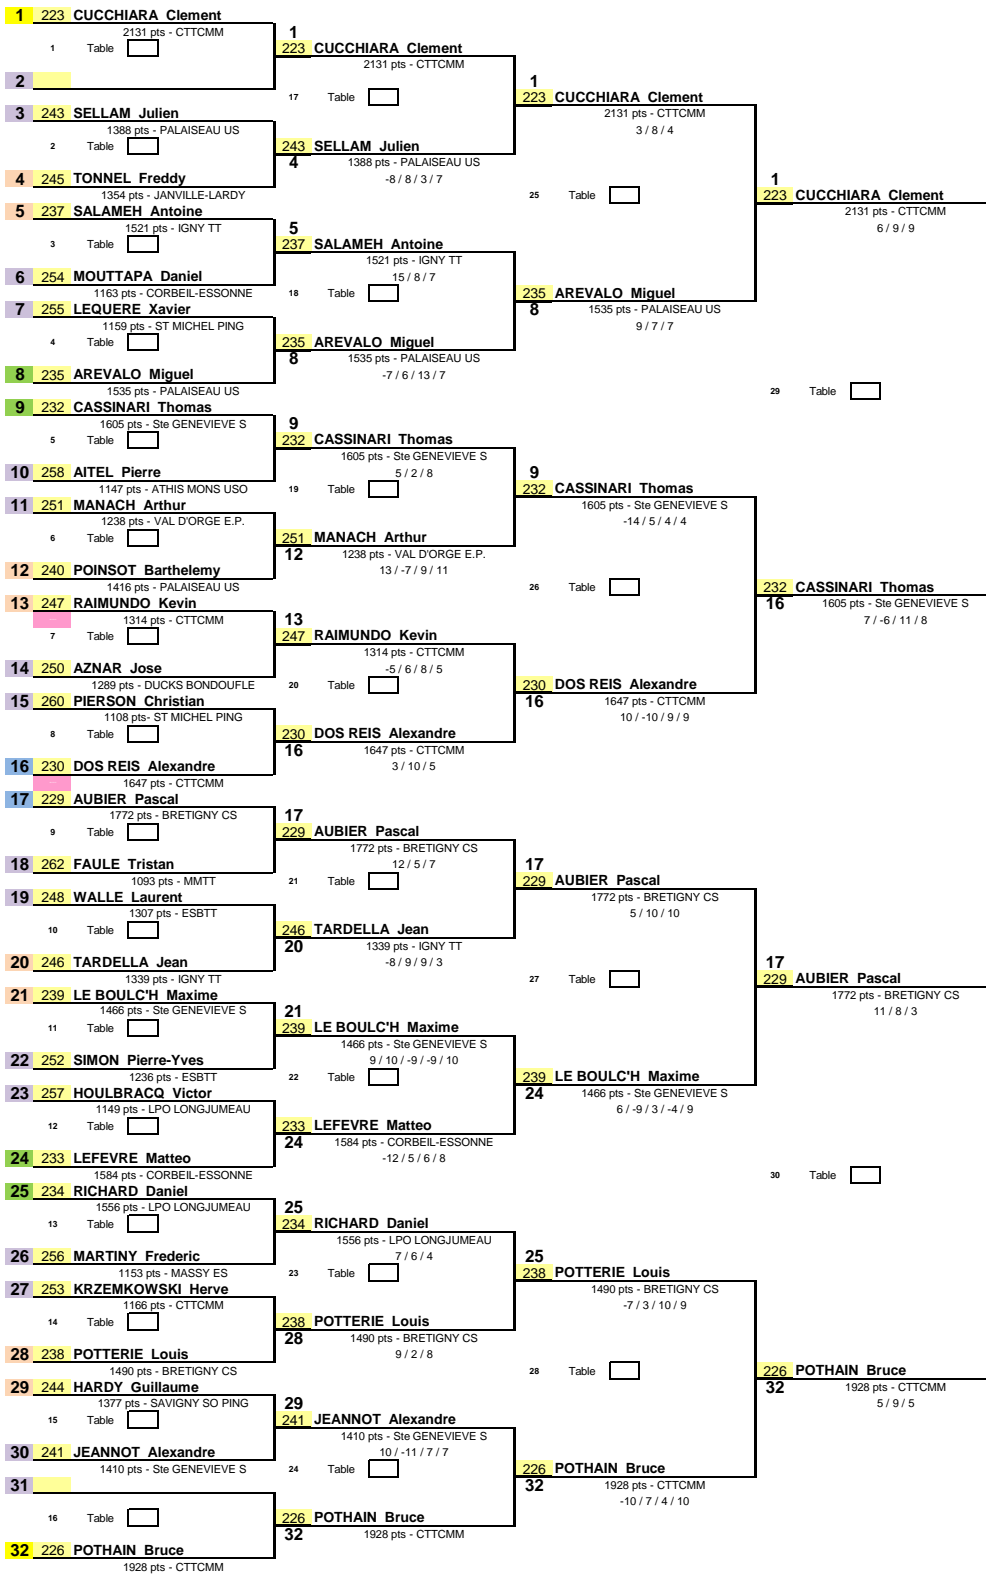 1 223 CUCCHIARA Clement
2131 pts - CTTCMM
1 Table
2
3 243 SELLAM Julien
1388 pts - PALAISEAU US
2 Table
4 245 TONNEL Freddy
1354 pts - JANVILLE-LARDY
5 237 SALAMEH Antoine
1521 pts - IGNY TT
3 Table
6 254 MOUTTAPA Daniel
1163 pts - CORBEIL-ESSONNE
7 255 LEQUERE Xavier
1159 pts - ST MICHEL PING
4 Table
8 235 AREVALO Miguel
1535 pts - PALAISEAU US
9 232 CASSINARI Thomas
1605 pts - Ste GENEVIEVE S
5 Table
10 258 AITEL Pierre
1147 pts - ATHIS MONS USO
11 251 MANACH Arthur
1238 pts - VAL D'ORGE E.P.
6 Table
12 240 POINSOT Barthelemy
1416 pts - PALAISEAU US
13 247 RAIMUNDO Kevin
1314 pts - CTTCMM
7 Table
14 250 AZNAR Jose
1289 pts - DUCKS BONDOUFLE
15 260 PIERSON Christian
1108 pts- ST MICHEL PING
8 Table
16 230 DOS REIS Alexandre
1647 pts - CTTCMM
17 229 AUBIER Pascal
1772 pts - BRETIGNY CS
9 Table
18 262 FAULE Tristan
1093 pts - MMTT
19 248 WALLE Laurent
1307 pts - ESBTT
10 Table
20 246 TARDELLA Jean
1339 pts - IGNY TT
21 239 LE BOULC'H Maxime
1466 pts - Ste GENEVIEVE S
11 Table
22 252 SIMON Pierre-Yves
1236 pts - ESBTT
23 257 HOULBRACQ Victor
1149 pts - LPO LONGJUMEAU
12 Table
24 233 LEFEVRE Matteo
1584 pts - CORBEIL-ESSONNE
25 234 RICHARD Daniel
1556 pts - LPO LONGJUMEAU
13 Table
26 256 MARTINY Frederic
1153 pts - MASSY ES
27 253 KRZEMKOWSKI Herve
1166 pts - CTTCMM
14 Table
28 238 POTTERIE Louis
1490 pts - BRETIGNY CS
29 244 HARDY Guillaume
1377 pts - SAVIGNY SO PING
15 Table
30 241 JEANNOT Alexandre
1410 pts - Ste GENEVIEVE S
31
16 Table
32 226 POTHAIN Bruce
1928 pts - CTTCMM
1
223 CUCCHIARA Clement
2131 pts - CTTCMM
17 Table
243 SELLAM Julien
4 1388 pts - PALAISEAU US
-8 / 8 / 3 / 7
5
237 SALAMEH Antoine
1521 pts - IGNY TT
15 / 8 / 7
18 Table
235 AREVALO Miguel
8 1535 pts - PALAISEAU US
-7 / 6 / 13 / 7
9
232 CASSINARI Thomas
1605 pts - Ste GENEVIEVE S
5 / 2 / 8
19 Table
251 MANACH Arthur
12 1238 pts - VAL D'ORGE E.P.
13 / -7 / 9 / 11
13
247 RAIMUNDO Kevin
1314 pts - CTTCMM
-5 / 6 / 8 / 5
20 Table
230 DOS REIS Alexandre
16 1647 pts - CTTCMM
3 / 10 / 5
17
229 AUBIER Pascal
1772 pts - BRETIGNY CS
12 / 5 / 7
21 Table
246 TARDELLA Jean
20 1339 pts - IGNY TT
-8 / 9 / 9 / 3
21
239 LE BOULC'H Maxime
1466 pts - Ste GENEVIEVE S
9 / 10 / -9 / -9 / 10
22 Table
233 LEFEVRE Matteo
24 1584 pts - CORBEIL-ESSONNE
-12 / 5 / 6 / 8
25
234 RICHARD Daniel
1556 pts - LPO LONGJUMEAU
7 / 6 / 4
23 Table
238 POTTERIE Louis
28 1490 pts - BRETIGNY CS
9 / 2 / 8
29
241 JEANNOT Alexandre
1410 pts - Ste GENEVIEVE S
10 / -11 / 7 / 7
24 Table
226 POTHAIN Bruce
32 1928 pts - CTTCMM
1
223 CUCCHIARA Clement
2131 pts - CTTCMM
3 / 8 / 4
25 Table
235 AREVALO Miguel
8 1535 pts - PALAISEAU US
9 / 7 / 7
9
232 CASSINARI Thomas
1605 pts - Ste GENEVIEVE S
-14 / 5 / 4 / 4
26 Table
230 DOS REIS Alexandre
16 1647 pts - CTTCMM
10 / -10 / 9 / 9
17
229 AUBIER Pascal
1772 pts - BRETIGNY CS
5 / 10 / 10
27 Table
239 LE BOULC'H Maxime
24 1466 pts - Ste GENEVIEVE S
6 / -9 / 3 / -4 / 9
25
238 POTTERIE Louis
1490 pts - BRETIGNY CS
-7 / 3 / 10 / 9
28 Table
226 POTHAIN Bruce
32 1928 pts - CTTCMM
-10 / 7 / 4 / 10
1
223 CUCCHIARA Clement
2131 pts - CTTCMM
6 / 9 / 9
29 Table
232 CASSINARI Thomas
16 1605 pts - Ste GENEVIEVE S
7 / -6 / 11 / 8
17
229 AUBIER Pascal
1772 pts - BRETIGNY CS
11 / 8 / 3
30 Table
226 POTHAIN Bruce
32 1928 pts - CTTCMM
5 / 9 / 5